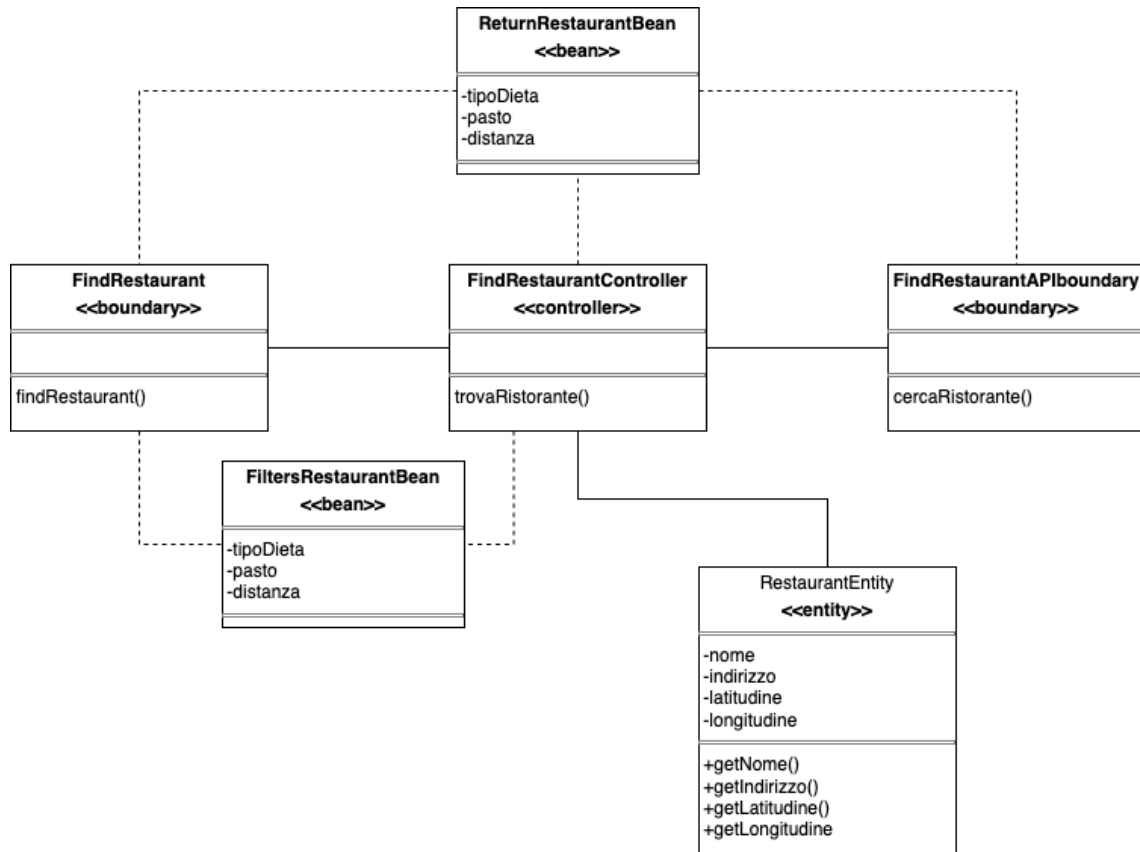 ReturnRestaurantBean
<<bean>>
-tipoDieta
-pasto
-distanza
FindRestaurant
<<boundary>>
findRestaurant()
FindRestaurantController
<<controller>>
trovaRistorante()
FindRestaurantAPIboundary
<<boundary>>
cercaRistorante()
FiltersRestaurantBean
<<bean>>
-tipoDieta
-pasto
-distanza
RestaurantEntity
<<entity>>
-nome
-indirizzo
-latitudine
-longitudine
+getNome()
+getIndirizzo()
+getLatitudine()
+getLongitudine